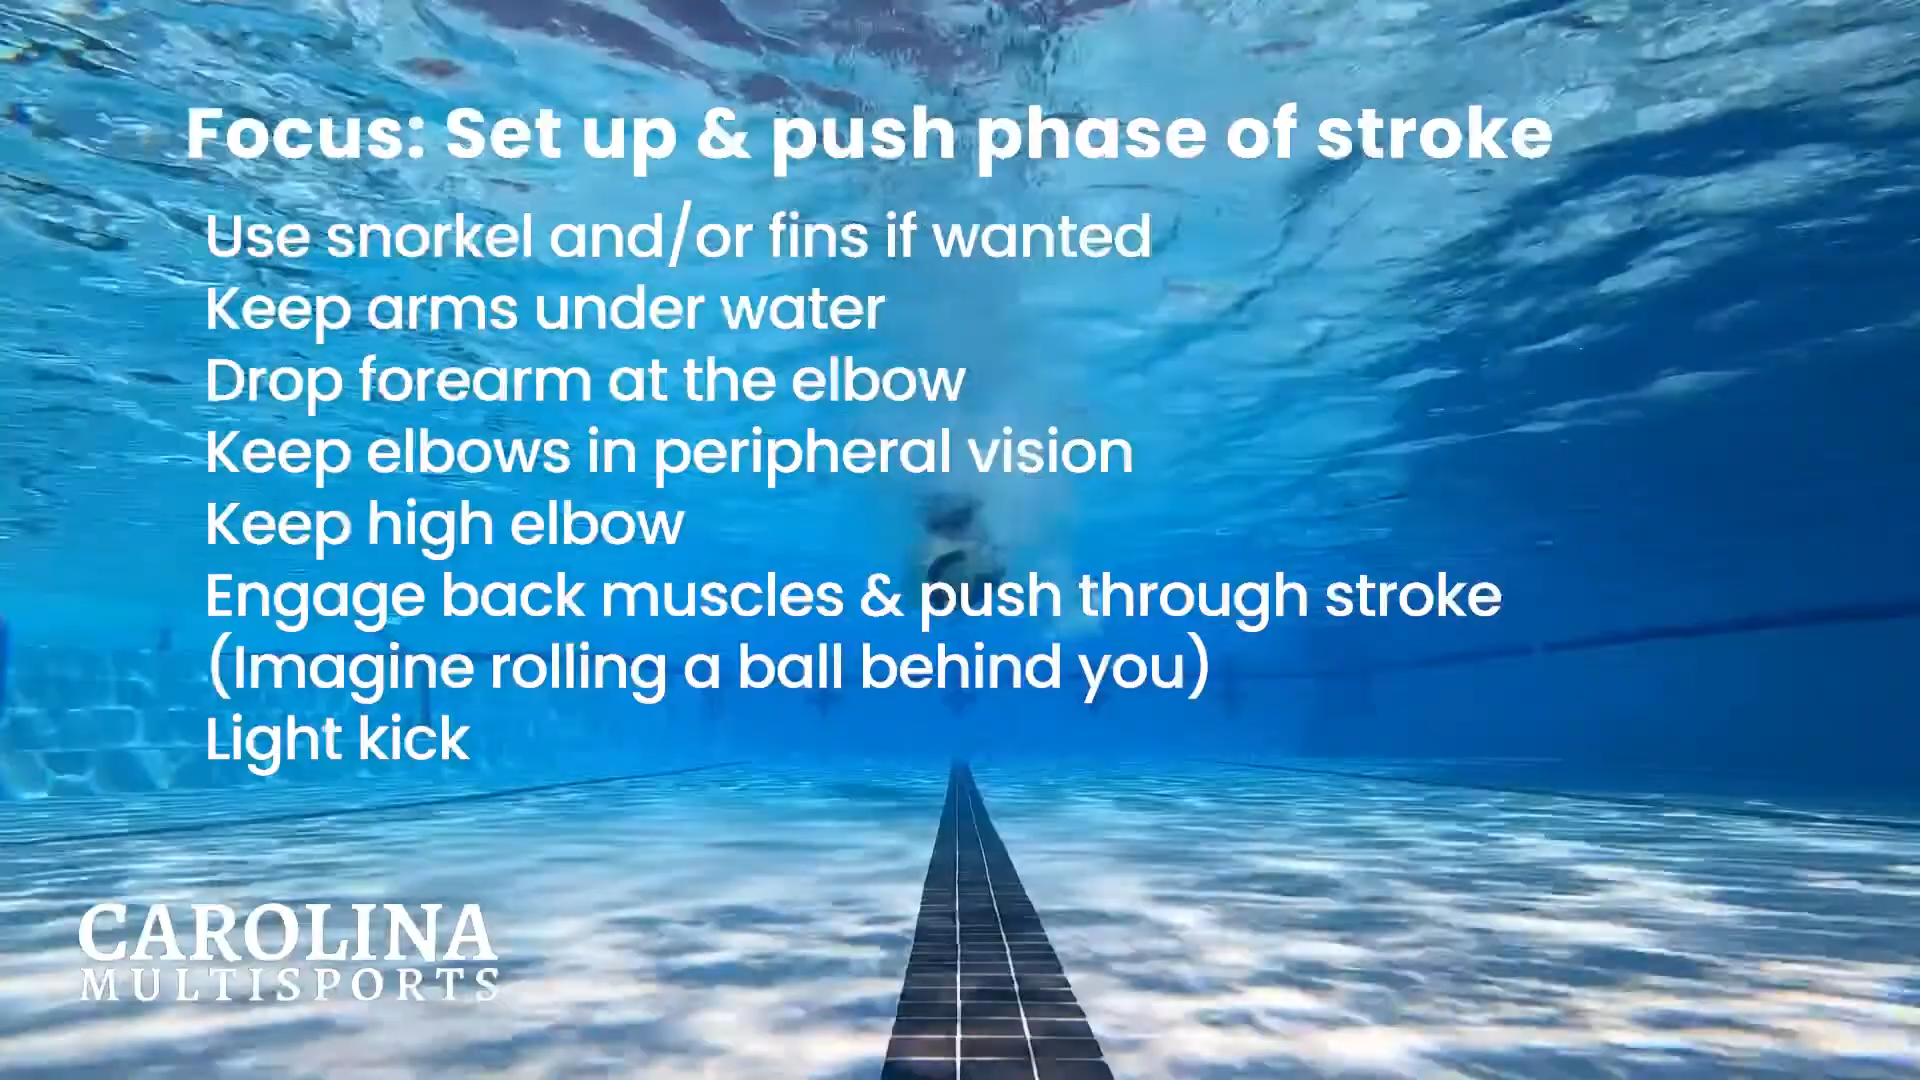 Focus: Set up & push phase of stroke
Use snorkel and/or fins if wanted
Keep arms under water
Drop forearm at the elbow
Keep elbows in peripheral vision
Keep high elbow
Engage back muscles & push through stroke
(Imagine rolling a ball behind you)
Light kick
CAROLINA
MULTISPORTS